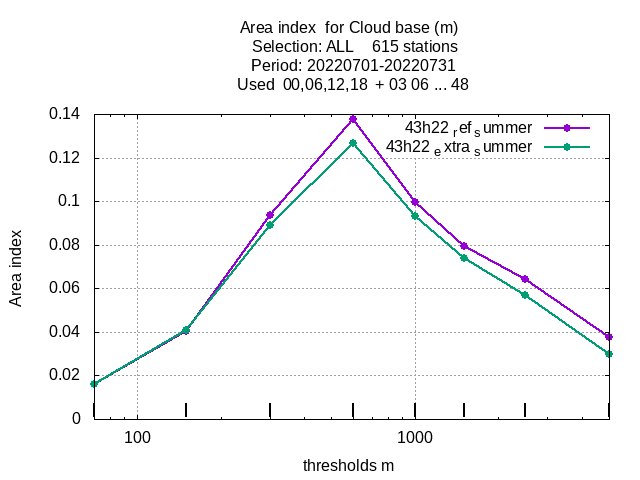 Area index  for Cloud base (m)
Selection: ALL    615 stations
Period: 20220701-20220731
Used  00,06,12,18  + 03 06 ... 48
0.14
0.12
0.1
0.08
0.06
0.04
0.02
0
Area index
43h22 ref summer
43h22 extra summer
100
1000
thresholds m